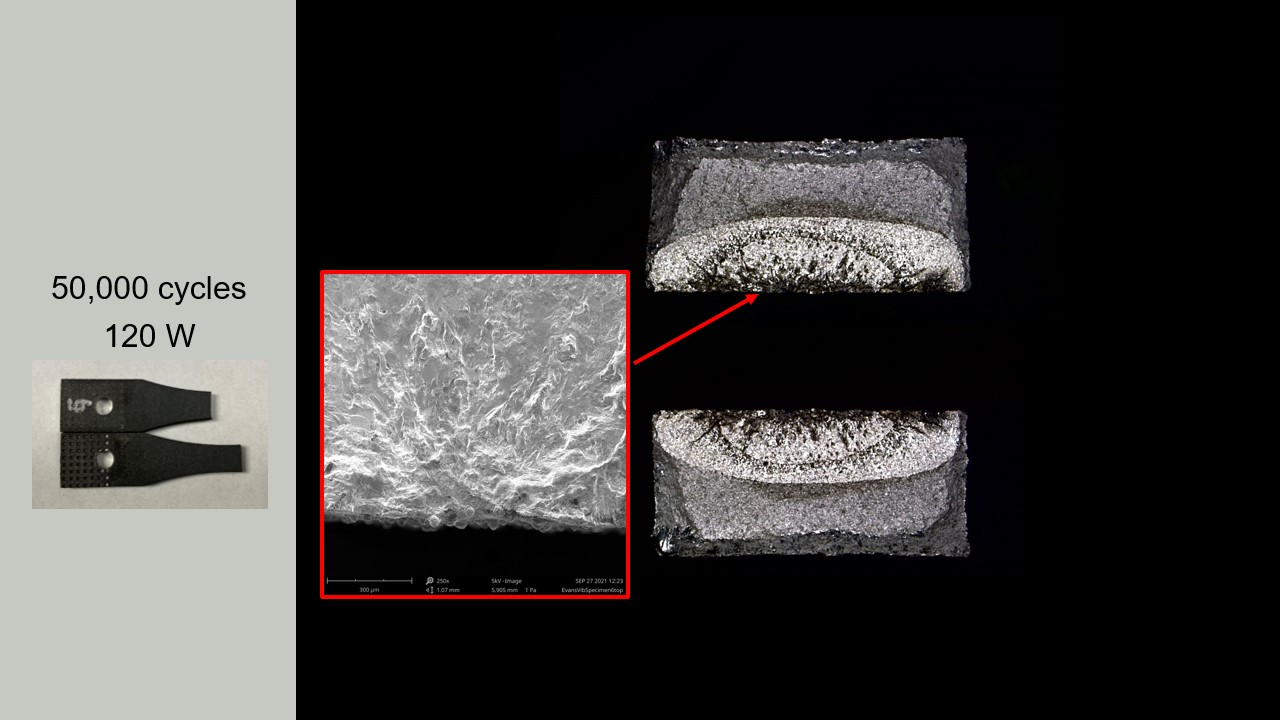 50,000 cycles
120 W
6
300 µm
250x
1.07 mm
5kV -Image
5.905 mm
1 Pa
SEP 27 2021 12:23
EvansVibSpecimen6top